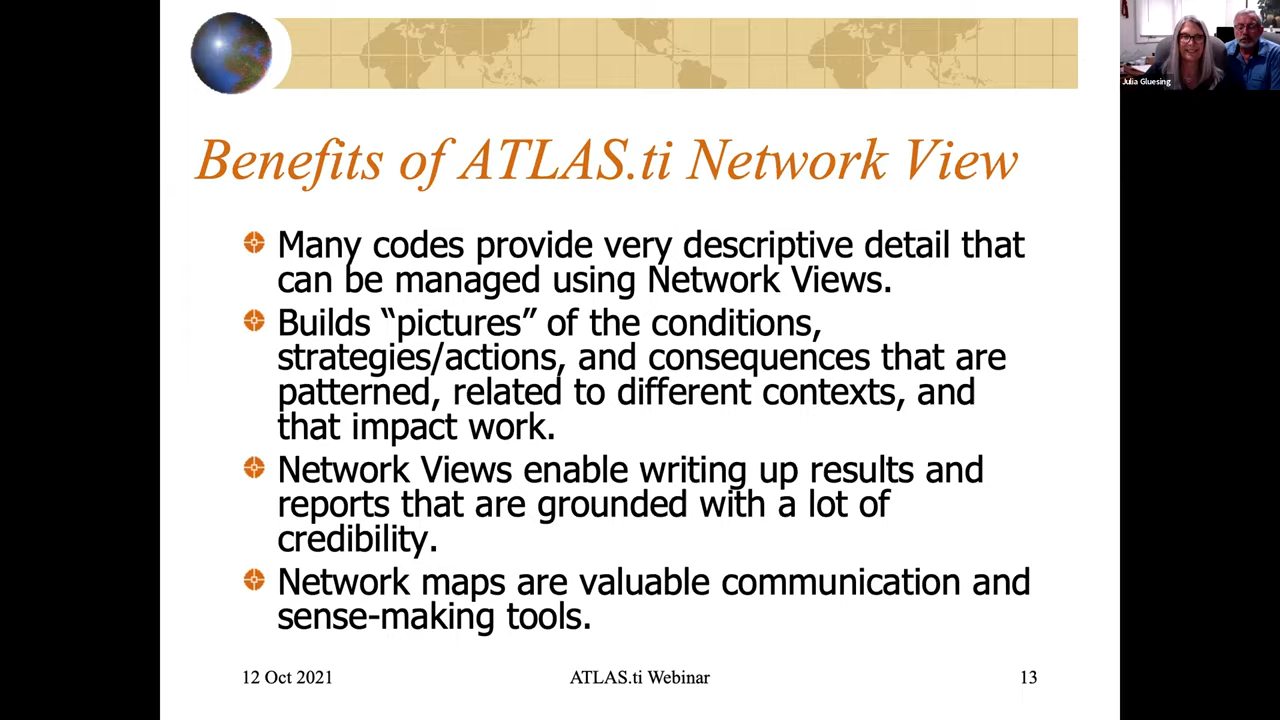 Julia Gluesing
Benefits of ATLAS.ti Network View
Many codes provide very descriptive detail that
can be managed using Network Views.
Builds “pictures” of the conditions,
strategies/actions, and consequences that are
patterned, related to different contexts, and
that impact work.
Network Views enable writing up results and
reports that are grounded with a lot of
credibility.
Network maps are valuable communication and
sense-making tools.
12 Oct 2021
ATLAS.ti Webinar
13